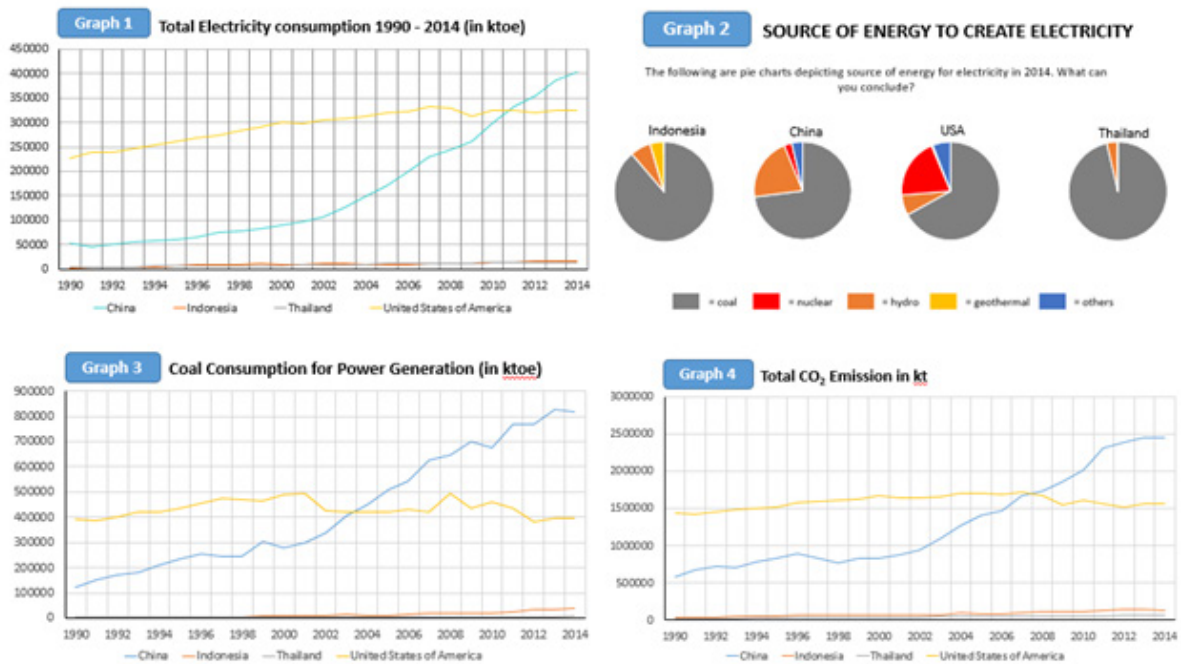 Graph 1
Total Electricity consumption 1990 - 2014 (in ktoe)
450000
400000
350000
300000
250000
200000
150000
100000
50000
0
1990 1992 1994 1996 1998 2000 2002 2004 2006 2008 2010 2012 2014
China Indonesia Thailand United States of America
Graph 2
SOURCE OF ENERGY TO CREATE ELECTRICITY
The following are pie charts depicting source of energy for electricity in 2014. What can
you conclude?
Indonesia China USA Thailand
= coal = nuclear = hydro = geothermal = others
Graph 3
Coal Consumption for Power Generation (in ktoe)
900000
800000
700000
600000
500000
400000
300000
200000
100000
0
1990 1992 1994 1996 1998 2000 2002 2004 2006 2008 2010 2012 2014
China Indonesia Thailand United States of America
Graph 4
Total CO₂ Emission in kt
3000000
2500000
2000000
1500000
1000000
500000
0
1990 1992 1994 1996 1998 2000 2002 2004 2006 2008 2010 2012 2014
China Indonesia Thailand United States of America